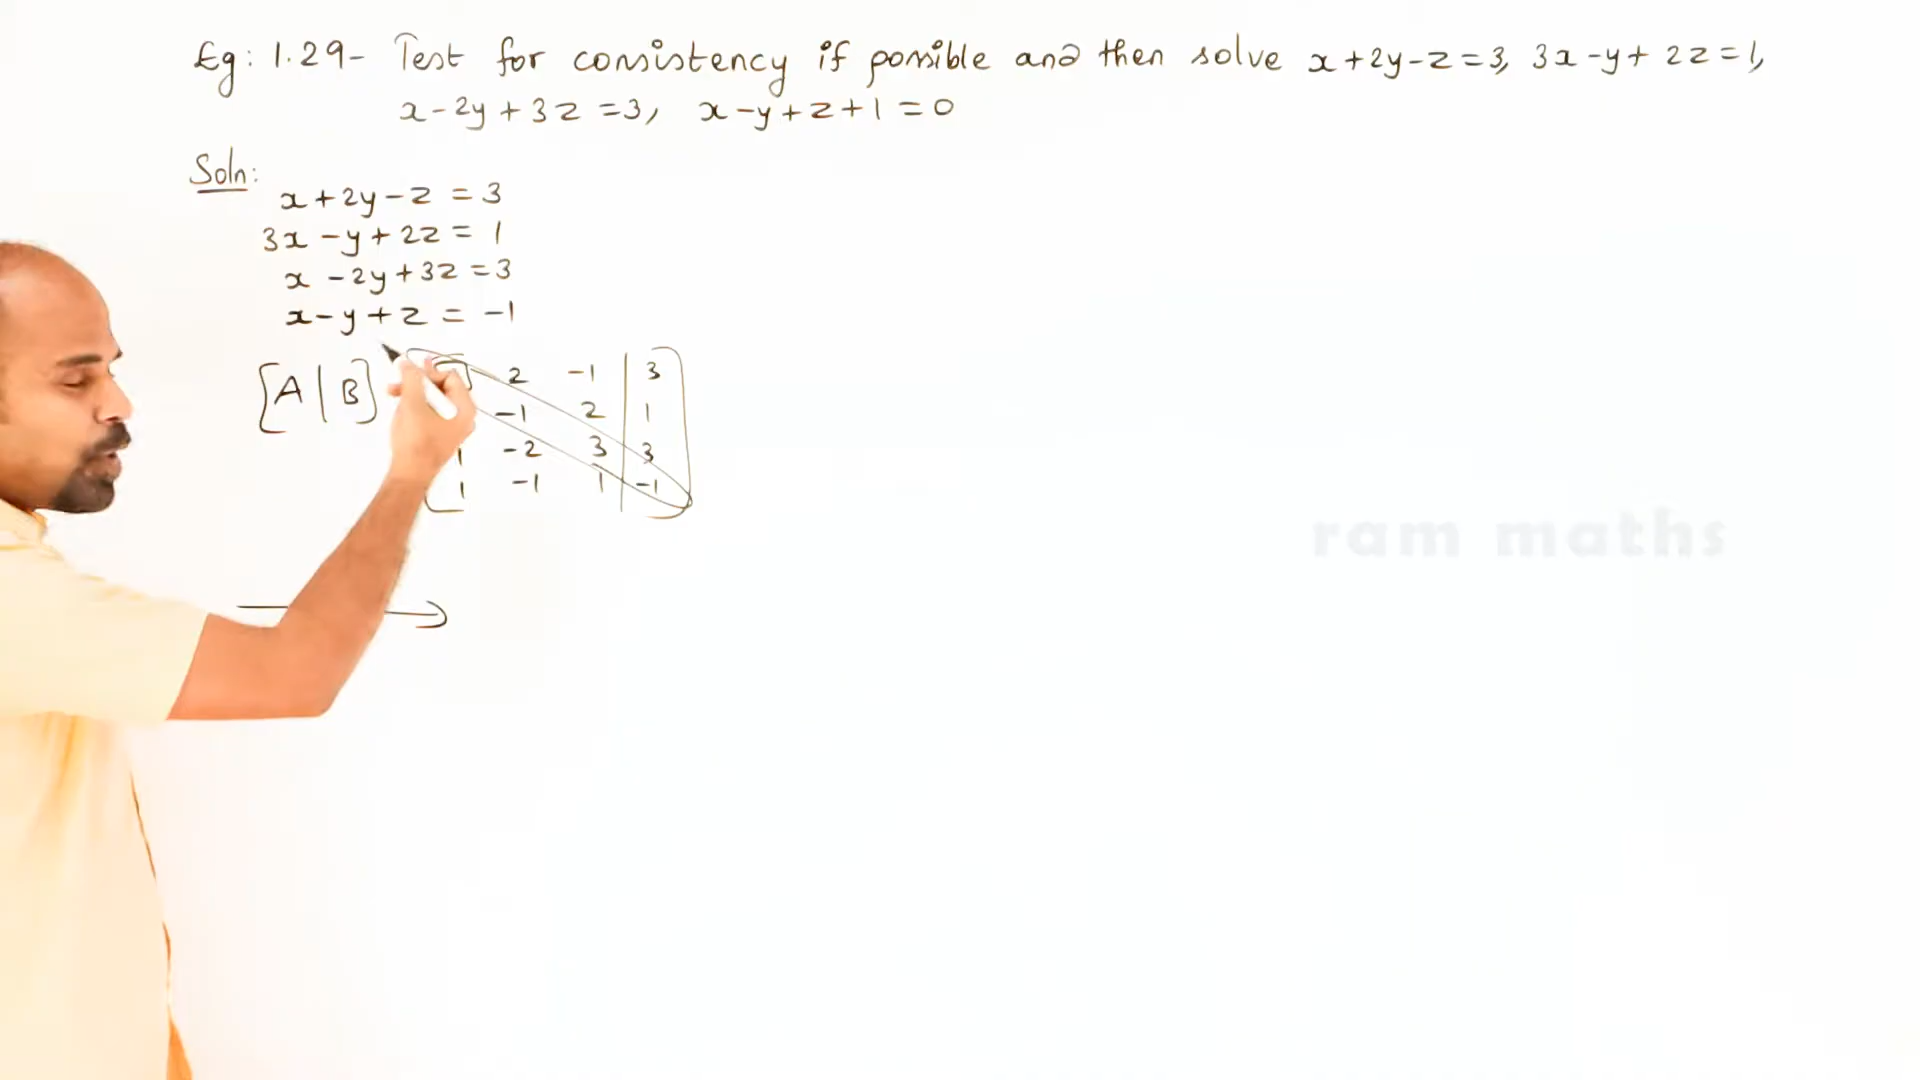 Eg: 1.29- Test for consistency if possible and then solve x+2y-z=3, 3x-y+2z=1,
x-2y+3z=3, x-y+z+1=0
Soln:
x+2y-z=3
3x-y+2z=1
x-2y+3z=3
x-y+z=-1
[A|B] 2 -1 3
-1 2 1
1 -2 3 3
1 -1 1 -1
ram maths